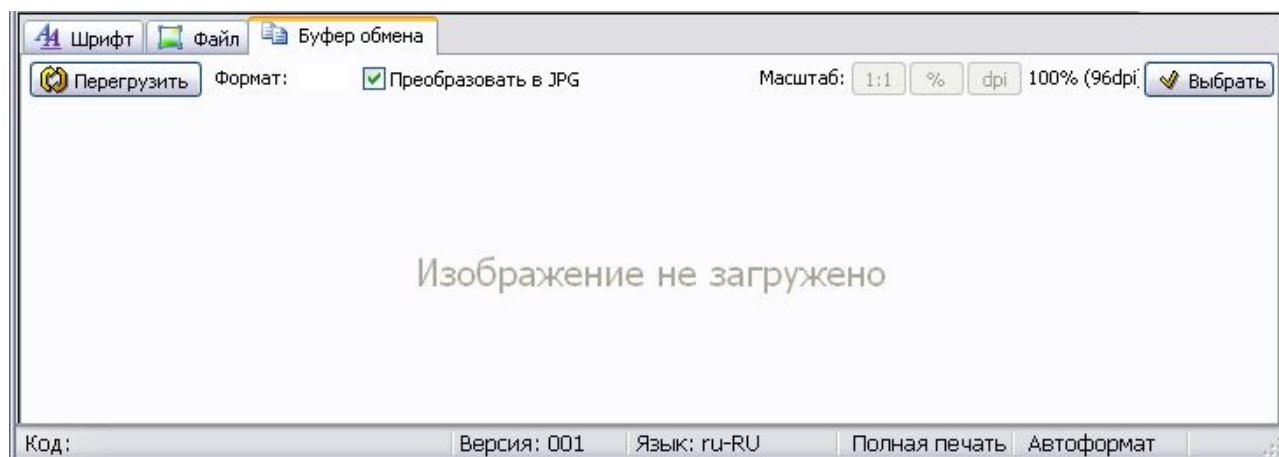 Шрифт Файл Буфер обмена
Перегрузить Формат: Преобразовать в JPG Масштаб: 1:1 % dpi 100% (96dpi) Выбрать
Изображение не загружено
Код: Версия: 001 Язык: ru-RU Полная печать Автоформат